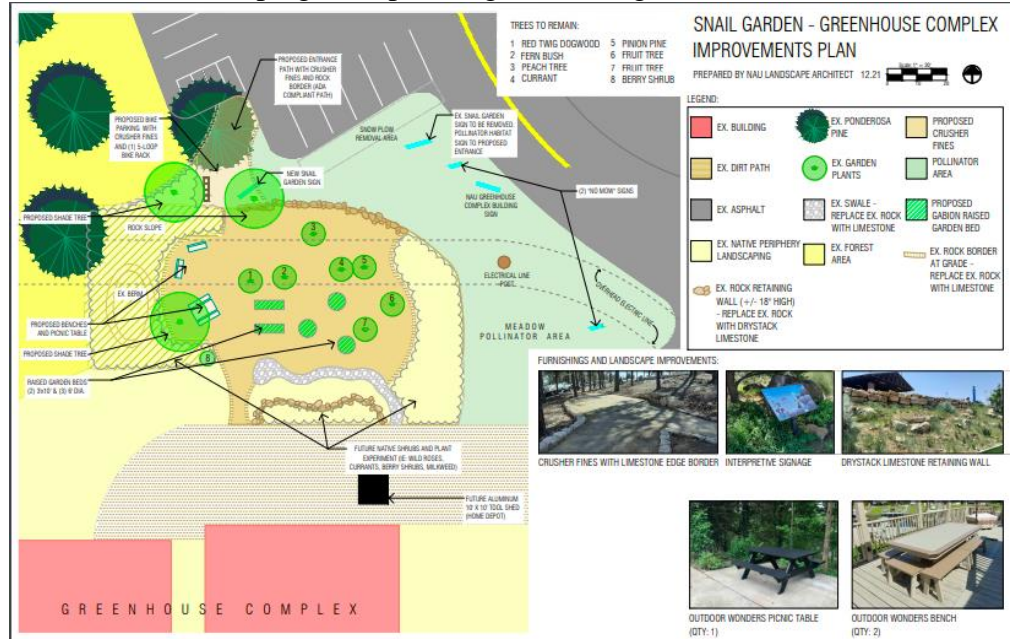 SNAIL GARDEN - GREENHOUSE COMPLEX
IMPROVEMENTS PLAN
PREPARED BY NAU LANDSCAPE ARCHITECT 12.21
Scale 1" = 20'
TREES TO REMAIN:
1 RED TWIG DOGWOOD
2 FERN BUSH
3 PEACH TREE
4 CURRANT
5 PINION PINE
6 FRUIT TREE
7 FRUIT TREE
8 BERRY SHRUB
PROPOSED ENTRANCE
PATH WITH CRUSHER
FINES AND ROCK
BORDER (ADA
COMPLIANT PATH)
PROPOSED BIKE
PARKING WITH
CRUSHER FINES
AND (1) 5-LOOP
BIKE RACK
SNOW PLOW
REMOVAL AREA
EX. SNAIL GARDEN
SIGN TO BE REMOVED.
POLLINATOR HABITAT
SIGN TO PROPOSED
ENTRANCE
NEW SNAIL
GARDEN SIGN
(2) "NO MOW" SIGNS
NAU GREENHOUSE
COMPLEX BUILDING
SIGN
PROPOSED SHADE TREE
ROCK SLOPE
3
1
2
4
5
6
7
8
ELECTRICAL LINE
POST
OVERHEAD ELECTRIC LINE
EX. BERM
PROPOSED BENCHES
AND PICNIC TABLE
MEADOW
POLLINATOR AREA
PROPOSED SHADE TREE
RAISED GARDEN BEDS
(2) 3x10' & (3) 6' DIA.
FUTURE NATIVE SHRUBS AND PLANT
EXPERIMENT (IE: WILD ROSES,
CURRANTS, BERRY SHRUBS, MILKWEED)
FUTURE ALUMINUM
10' X 10' TOOL SHED
(HOME DEPOT)
GREENHOUSE COMPLEX
LEGEND:
EX. BUILDING
EX. PONDEROSA
PINE
PROPOSED
CRUSHER
FINES
EX. DIRT PATH
EX. GARDEN
PLANTS
POLLINATOR
AREA
EX. ASPHALT
EX. SWALE -
REPLACE EX. ROCK
WITH LIMESTONE
PROPOSED
GABION RAISED
GARDEN BED
EX. NATIVE PERIPHERY
LANDSCAPING
EX. FOREST
AREA
EX. ROCK BORDER
AT GRADE -
REPLACE EX. ROCK
WITH LIMESTONE
EX. ROCK RETAINING
WALL (+/- 18" HIGH)
- REPLACE EX. ROCK
WITH DRYSTACK
LIMESTONE
FURNISHINGS AND LANDSCAPE IMPROVEMENTS:
CRUSHER FINES WITH LIMESTONE EDGE BORDER
INTERPRETIVE SIGNAGE
DRYSTACK LIMESTONE RETAINING WALL
OUTDOOR WONDERS PICNIC TABLE
(QTY: 1)
OUTDOOR WONDERS BENCH
(QTY: 2)